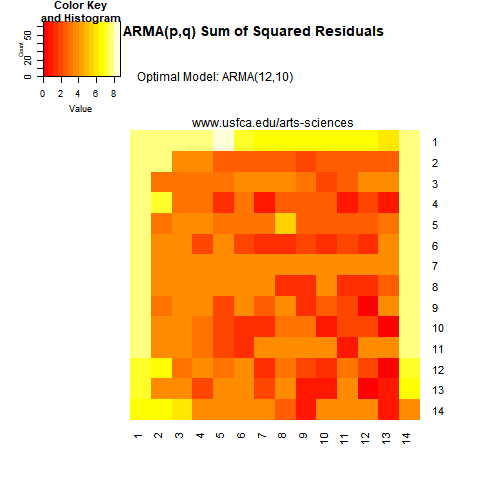 Color Key
and Histogram
Count
0 20 50
0 2 4 6 8
Value
ARMA(p,q) Sum of Squared Residuals
Optimal Model: ARMA(12,10)
www.usfca.edu/arts-sciences
1
2
3
4
5
6
7
8
9
10
11
12
13
14
1 2 3 4 5 6 7 8 9 10 11 12 13 14